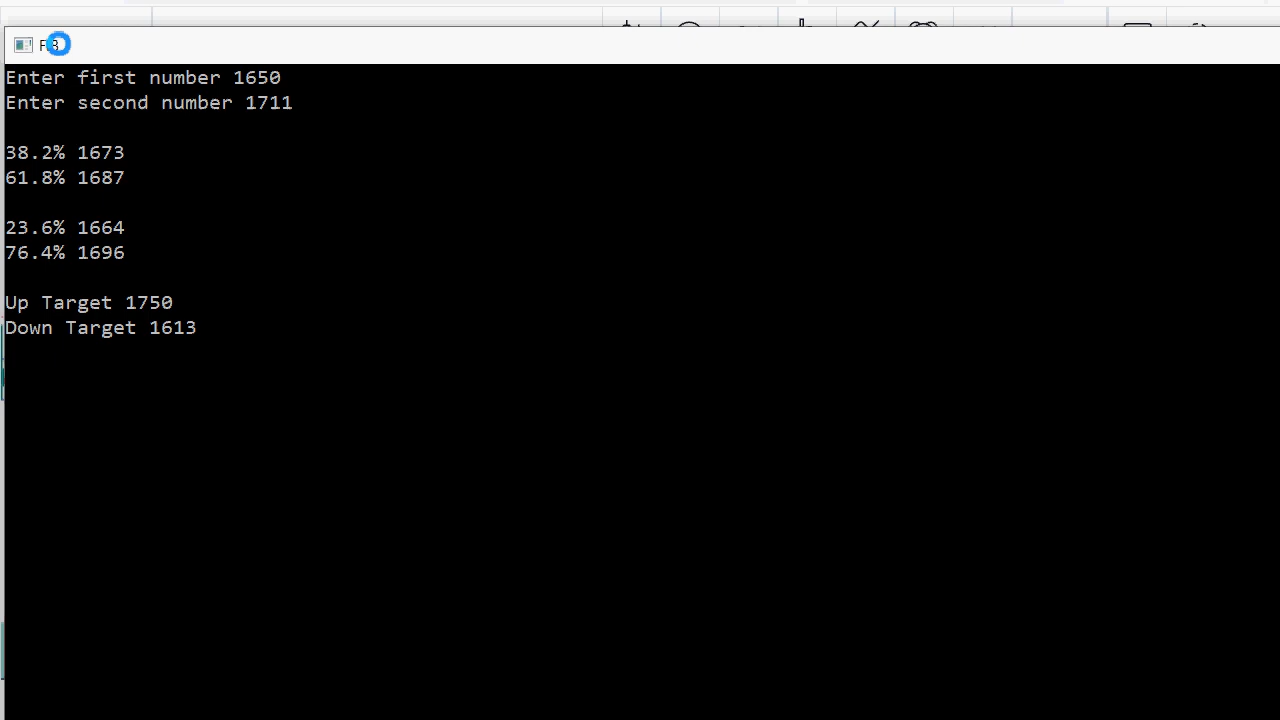 Enter first number 1650
Enter second number 1711
38.2% 1673
61.8% 1687
23.6% 1664
76.4% 1696
Up Target 1750
Down Target 1613